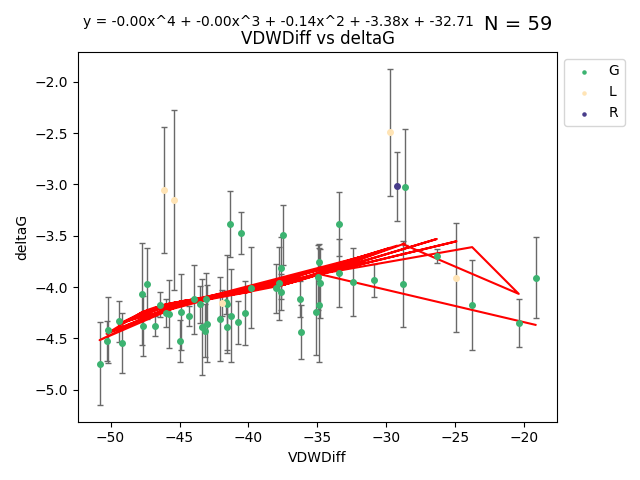 y = -0.00x^4 + -0.00x^3 + -0.14x^2 + -3.38x + -32.71 N = 59
VDWDiff vs deltaG
G
L
R
−2.0
−2.5
−3.0
−3.5
−4.0
−4.5
−5.0
deltaG
−50 −45 −40 −35 −30 −25 −20
VDWDiff